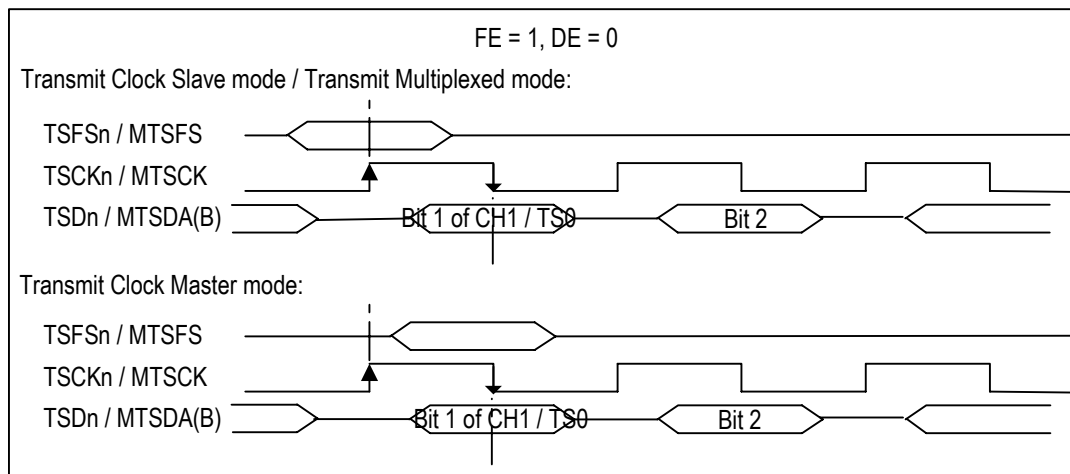 FE = 1, DE = 0
Transmit Clock Slave mode / Transmit Multiplexed mode:
TSFSn / MTSFS
TSCKn / MTSCK
TSDn / MTSDA(B)
Bit 1 of CH1 / TS0
Bit 2
Transmit Clock Master mode:
TSFSn / MTSFS
TSCKn / MTSCK
TSDn / MTSDA(B)
Bit 1 of CH1 / TS0
Bit 2